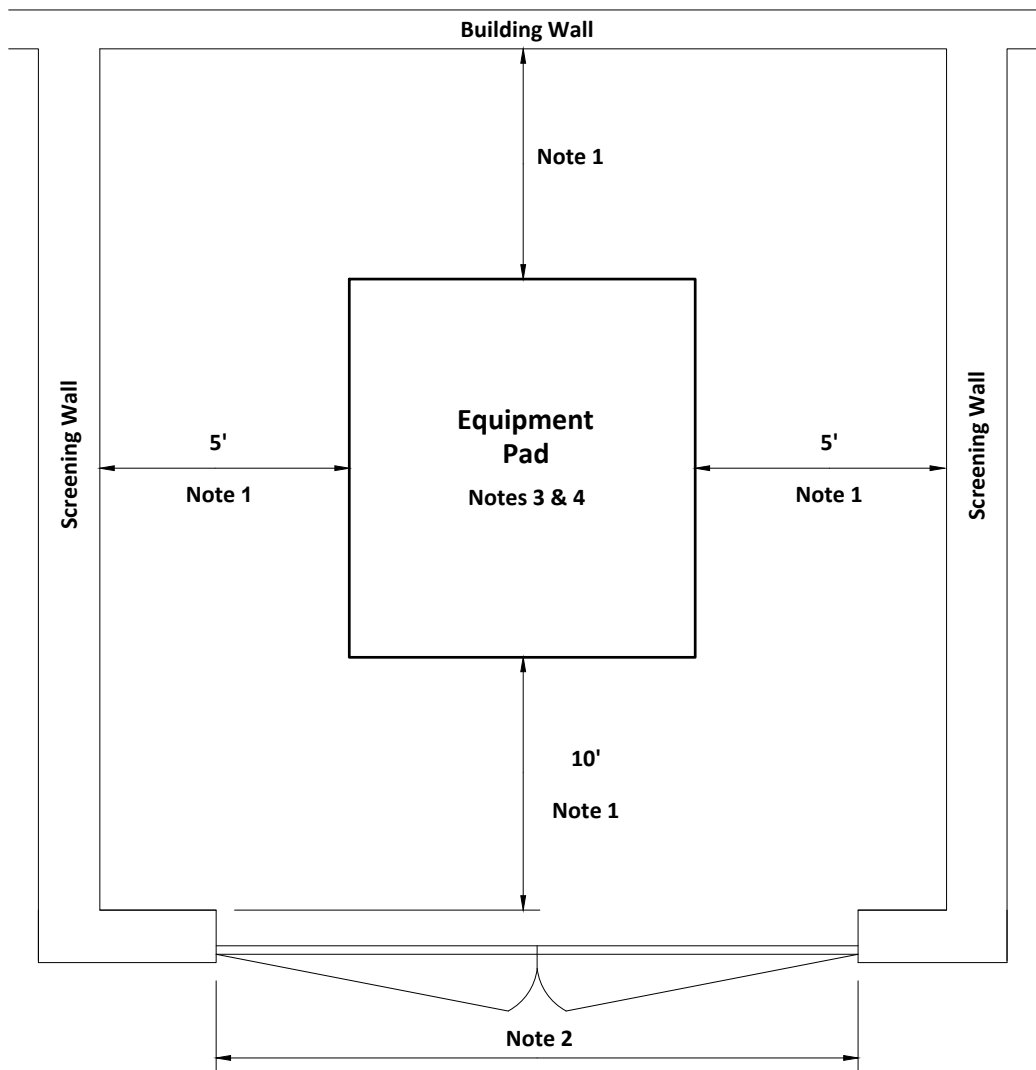 Building Wall
Note 1
Screening Wall
5'
Note 1
Equipment
Pad
Notes 3 & 4
5'
Note 1
Screening Wall
10'
Note 1
Note 2